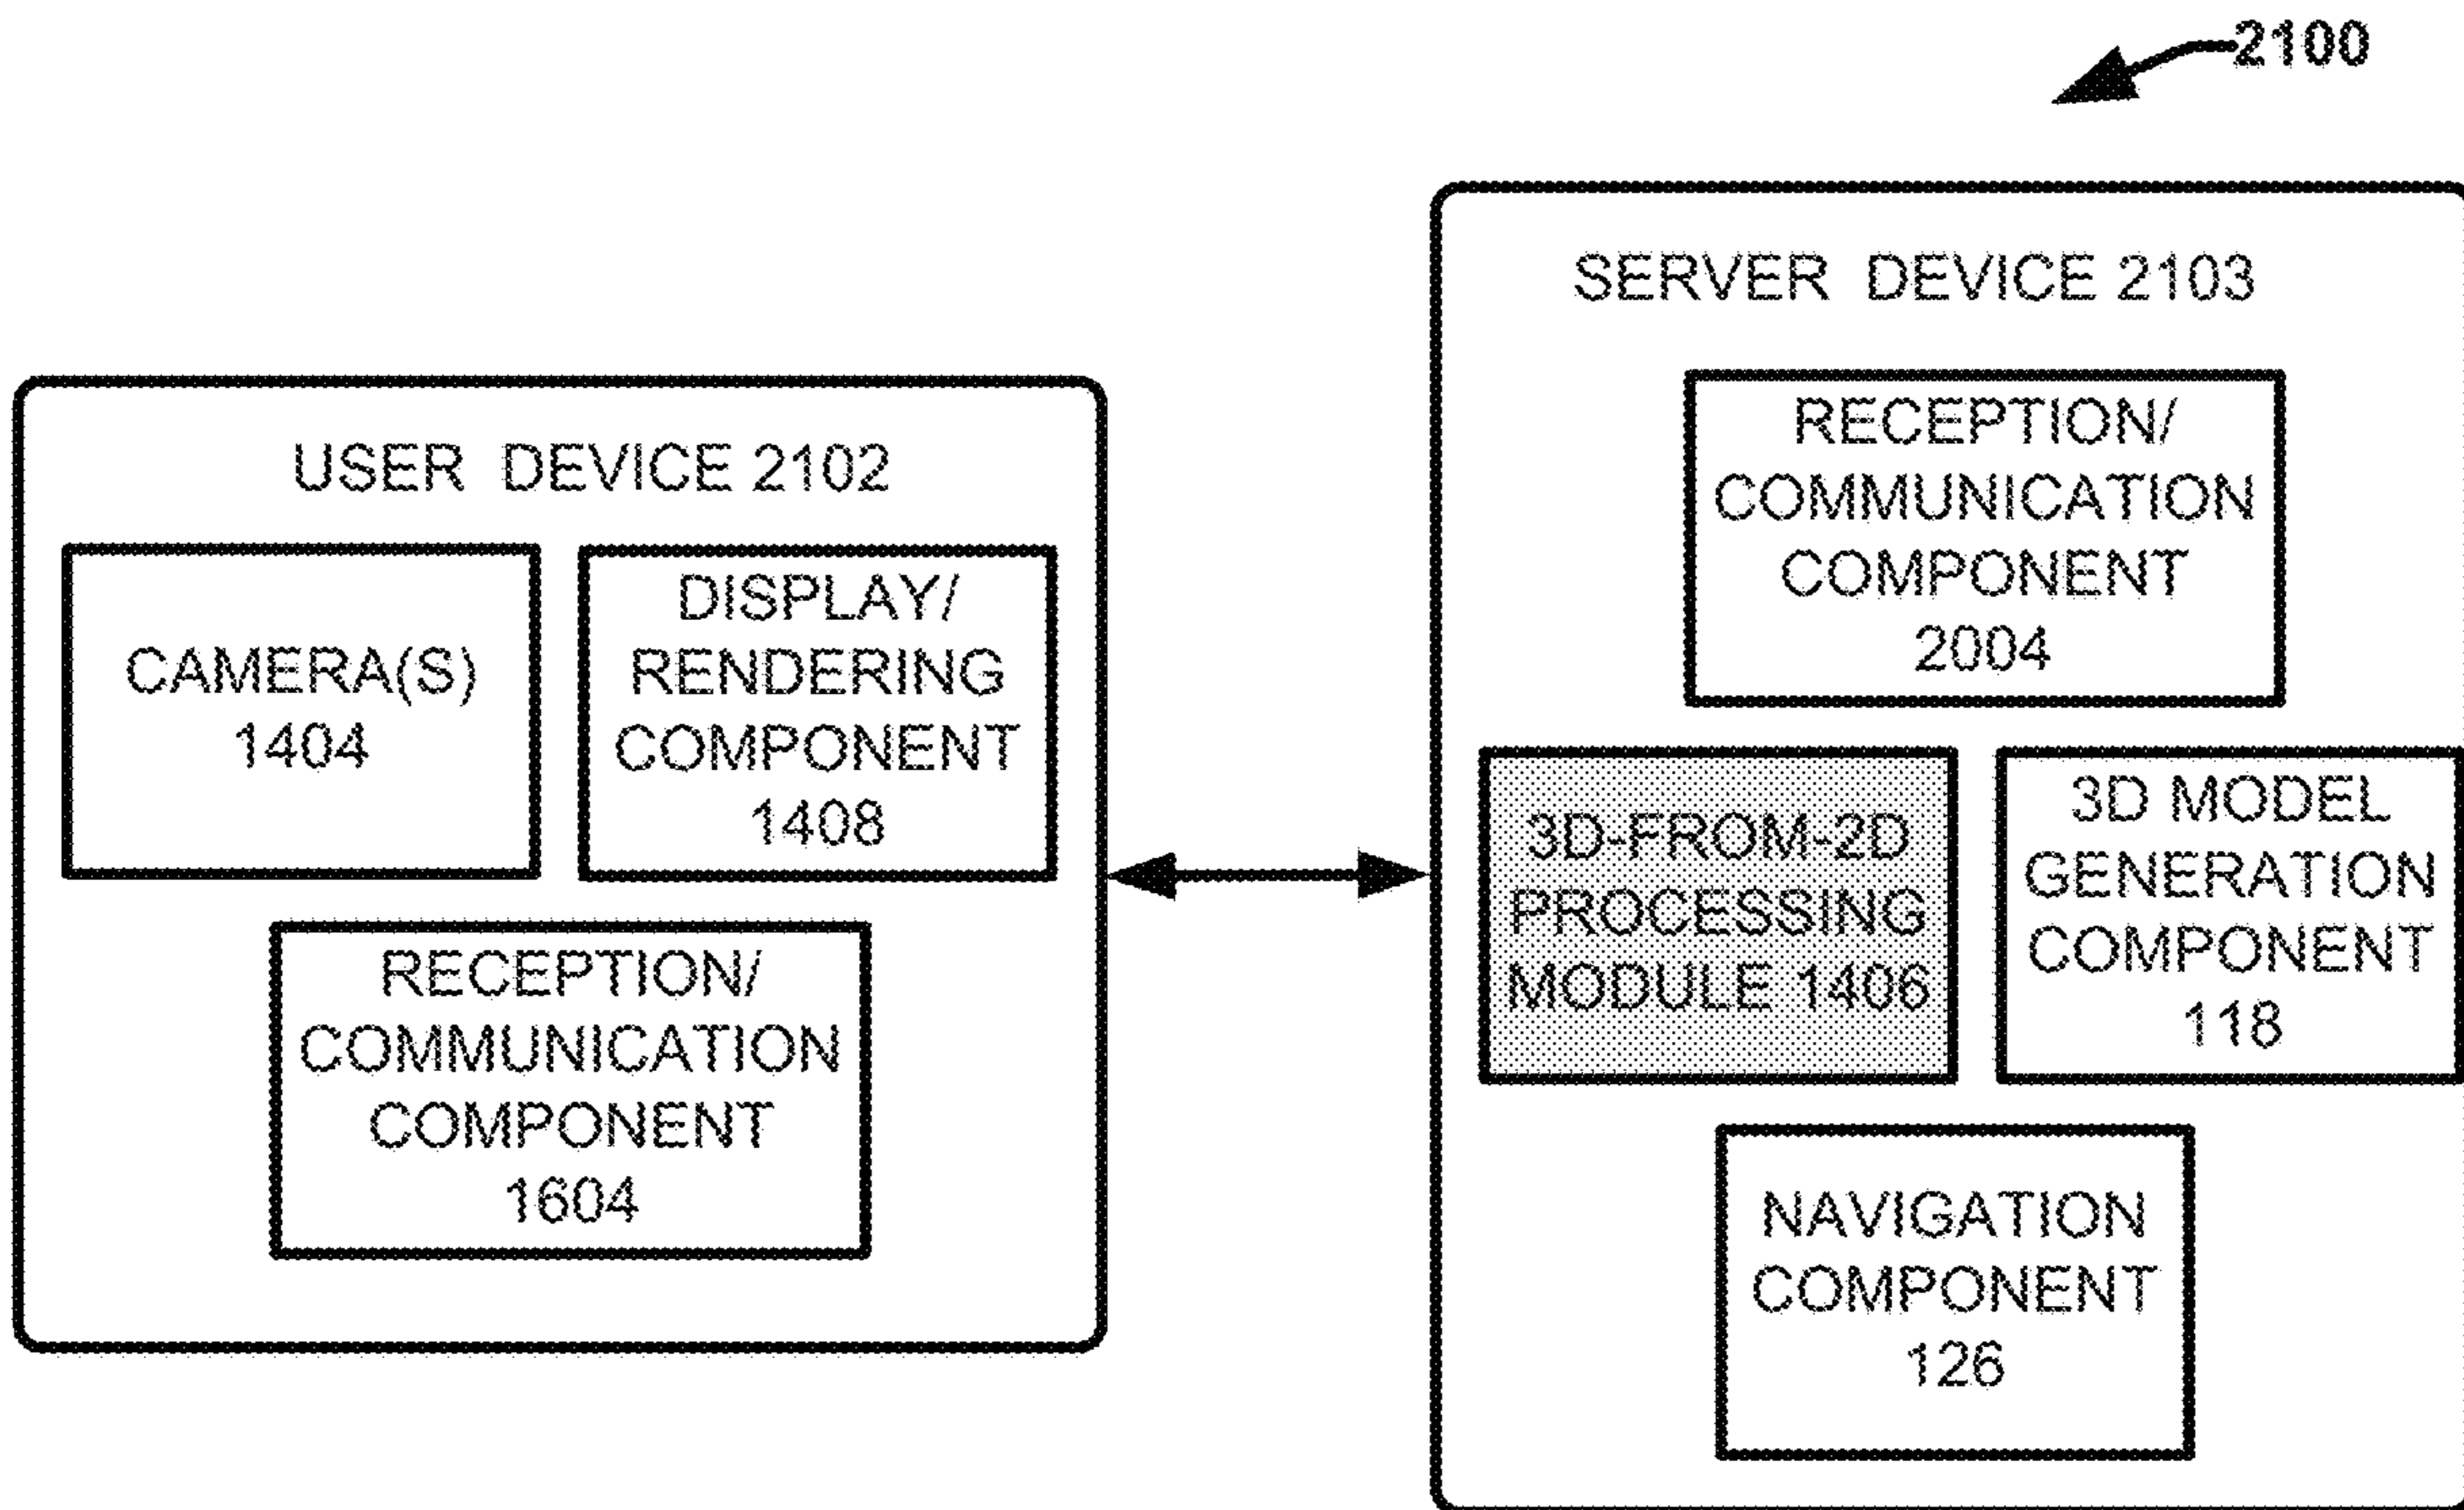 2100
USER DEVICE 2102
CAMERA(S)
1404
DISPLAY/
RENDERING
COMPONENT
1408
RECEPTION/
COMMUNICATION
COMPONENT
1604
SERVER DEVICE 2103
RECEPTION/
COMMUNICATION
COMPONENT
2004
3D-FROM-2D
PROCESSING
MODULE 1406
3D MODEL
GENERATION
COMPONENT
118
NAVIGATION
COMPONENT
126